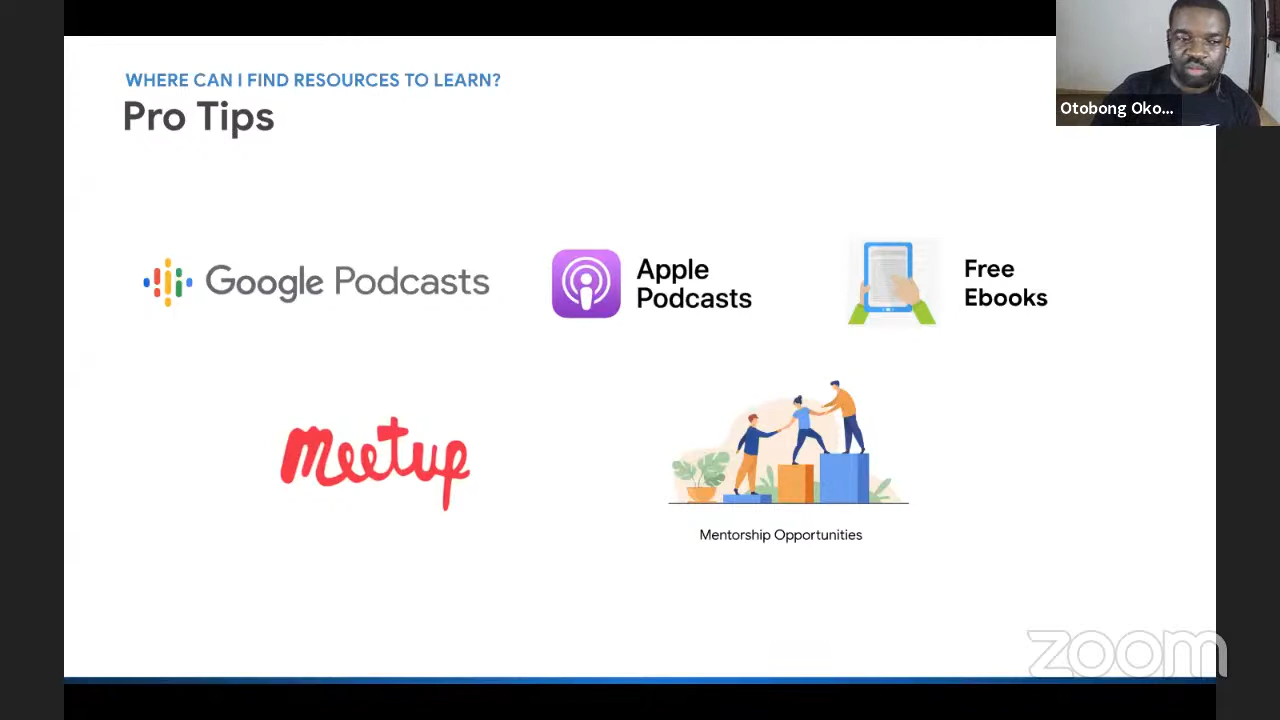 WHERE CAN I FIND RESOURCES TO LEARN?
Pro Tips
Otobong Oko...
Google Podcasts
Apple
Podcasts
Free
Ebooks
meetup
Mentorship Opportunities
zoom